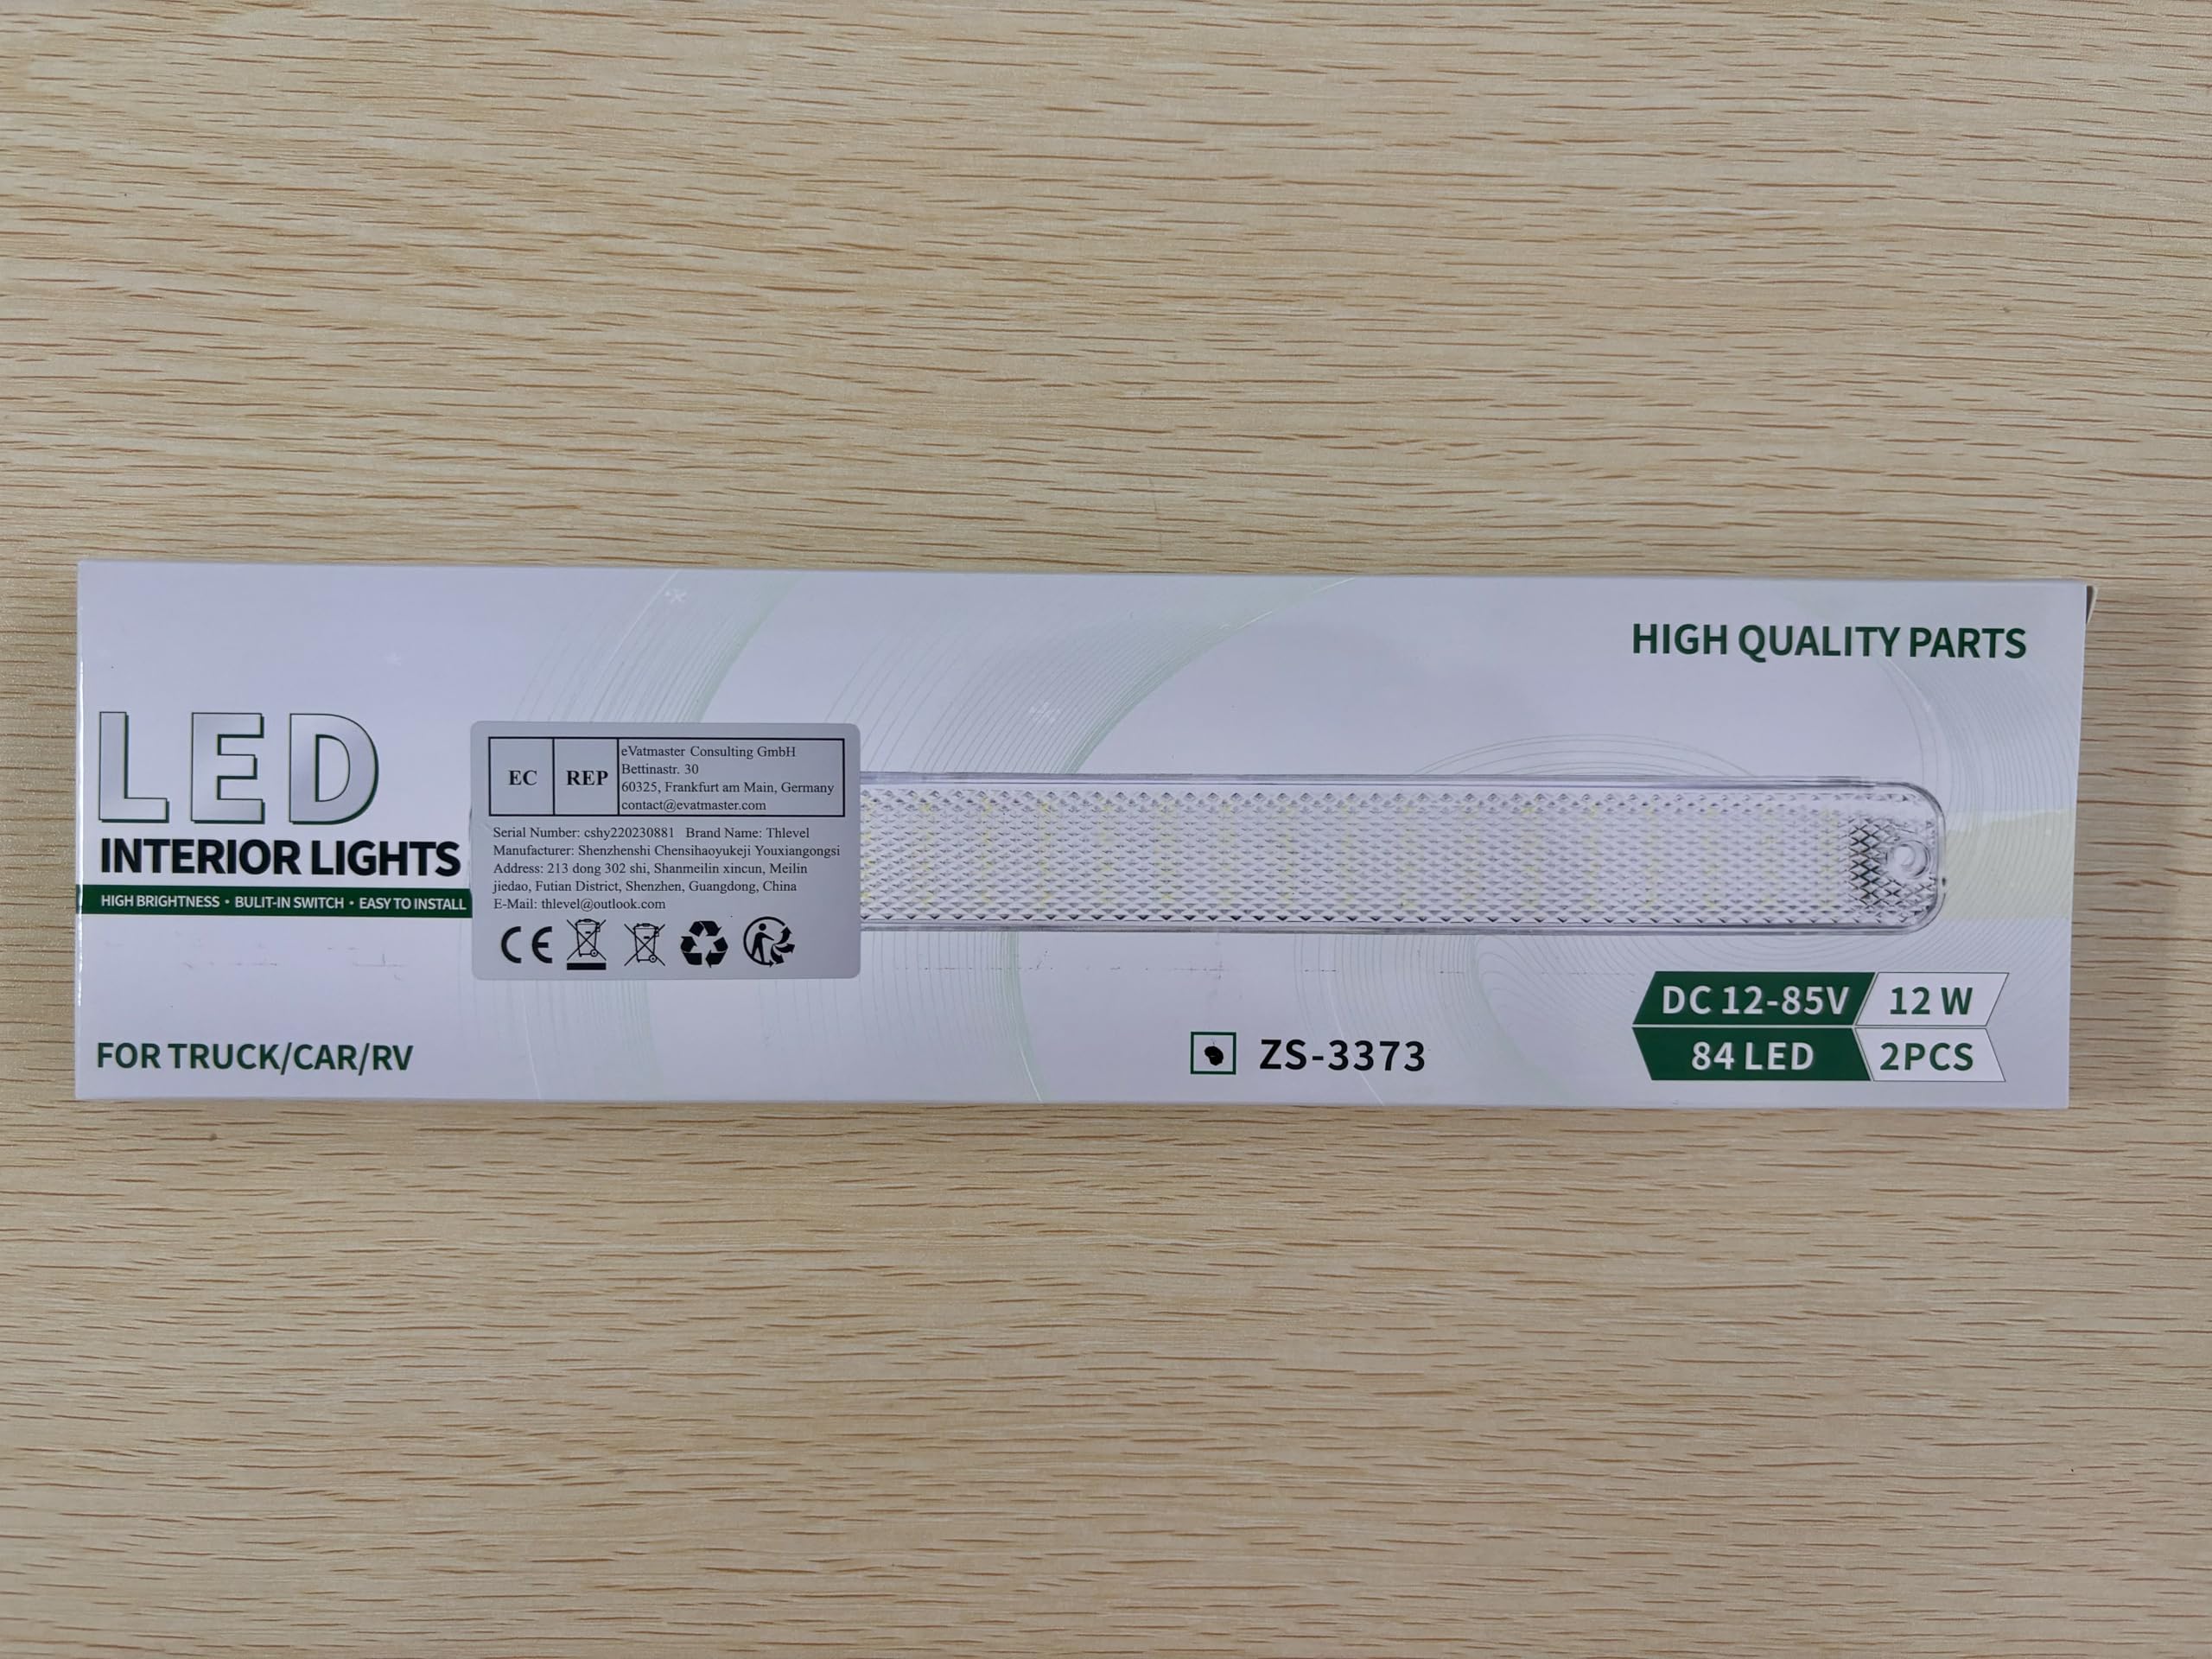 HIGH QUALITY PARTS
LED
INTERIOR LIGHTS
HIGH BRIGHTNESS • BULIT-IN SWITCH • EASY TO INSTALL
FOR TRUCK/CAR/RV
EC REP
eVatmaster Consulting GmbH
Bettinastr. 30
60325, Frankfurt am Main, Germany
contact@evatmaster.com
Serial Number: cshy220230881 Brand Name: Thlevel
Manufacturer: Shenzhenshi Chensihaoyukeji Youxiangongsi
Address: 213 dong 302 shi, Shanmeilin xincun, Meilin
jiedao, Futian District, Shenzhen, Guangdong, China
E-Mail: thlevel@outlook.com
CE
ZS-3373
DC 12-85V 12 W
84 LED 2PCS